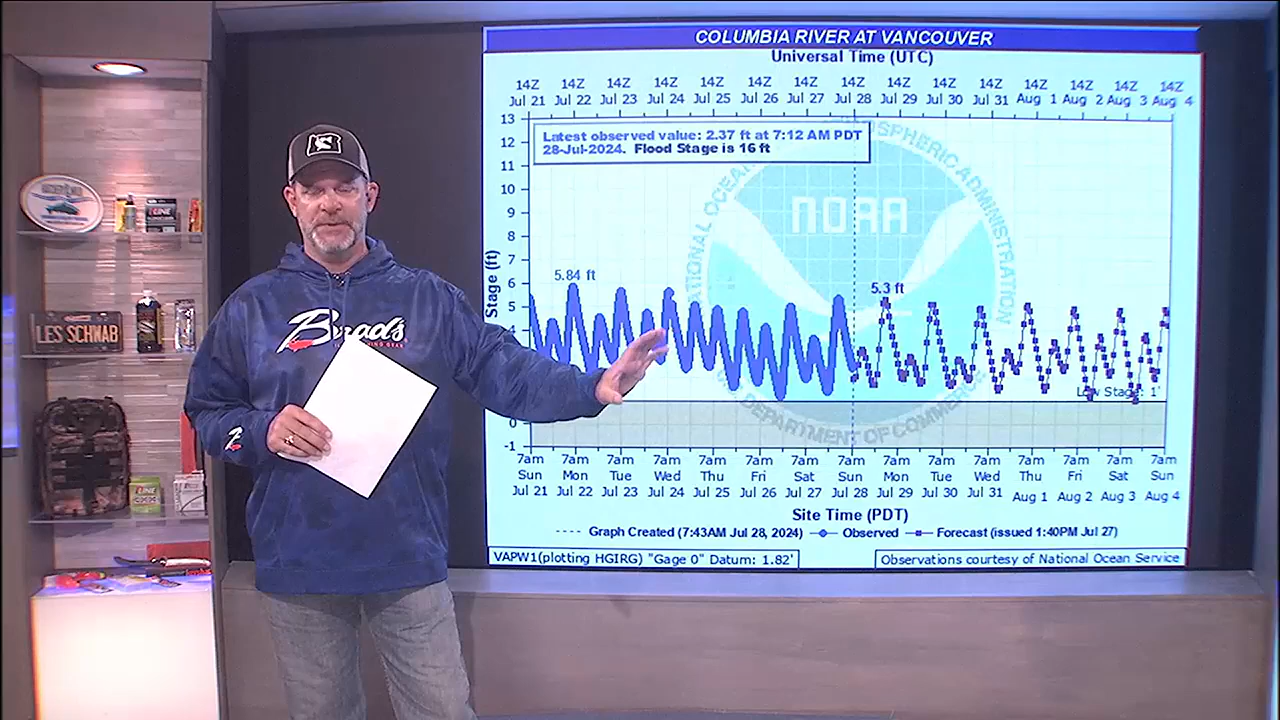 COLUMBIA RIVER AT VANCOUVER
Universal Time (UTC)
14Z 14Z 14Z 14Z 14Z 14Z 14Z 14Z 14Z 14Z 14Z 14Z 14Z 14Z 14Z
Jul 21 Jul 22 Jul 23 Jul 24 Jul 25 Jul 26 Jul 27 Jul 28 Jul 29 Jul 30 Jul 31 Aug 1 Aug 2 Aug 3 Aug 4
13
12
11
10
9
8
7
6
5
4
0
-1
Stage (ft)
Latest observed value: 2.37 ft at 7:12 AM PDT
28-Jul-2024. Flood Stage is 16 ft
NOAA
5.84 ft
5.3 ft
Low Stage: 1'
7am 7am 7am 7am 7am 7am 7am 7am 7am 7am 7am 7am 7am 7am 7am
Sun Mon Tue Wed Thu Fri Sat Sun Mon Tue Wed Thu Fri Sat Sun
Jul 21 Jul 22 Jul 23 Jul 24 Jul 25 Jul 26 Jul 27 Jul 28 Jul 29 Jul 30 Jul 31 Aug 1 Aug 2 Aug 3 Aug 4
Site Time (PDT)
Graph Created (7:43AM Jul 28, 2024) Observed Forecast (issued 1:40PM Jul 27)
VAPW1(plotting HGIRG) "Gage 0" Datum: 1.82'
Observations courtesy of National Ocean Service
Brad's
LES SCHWAB